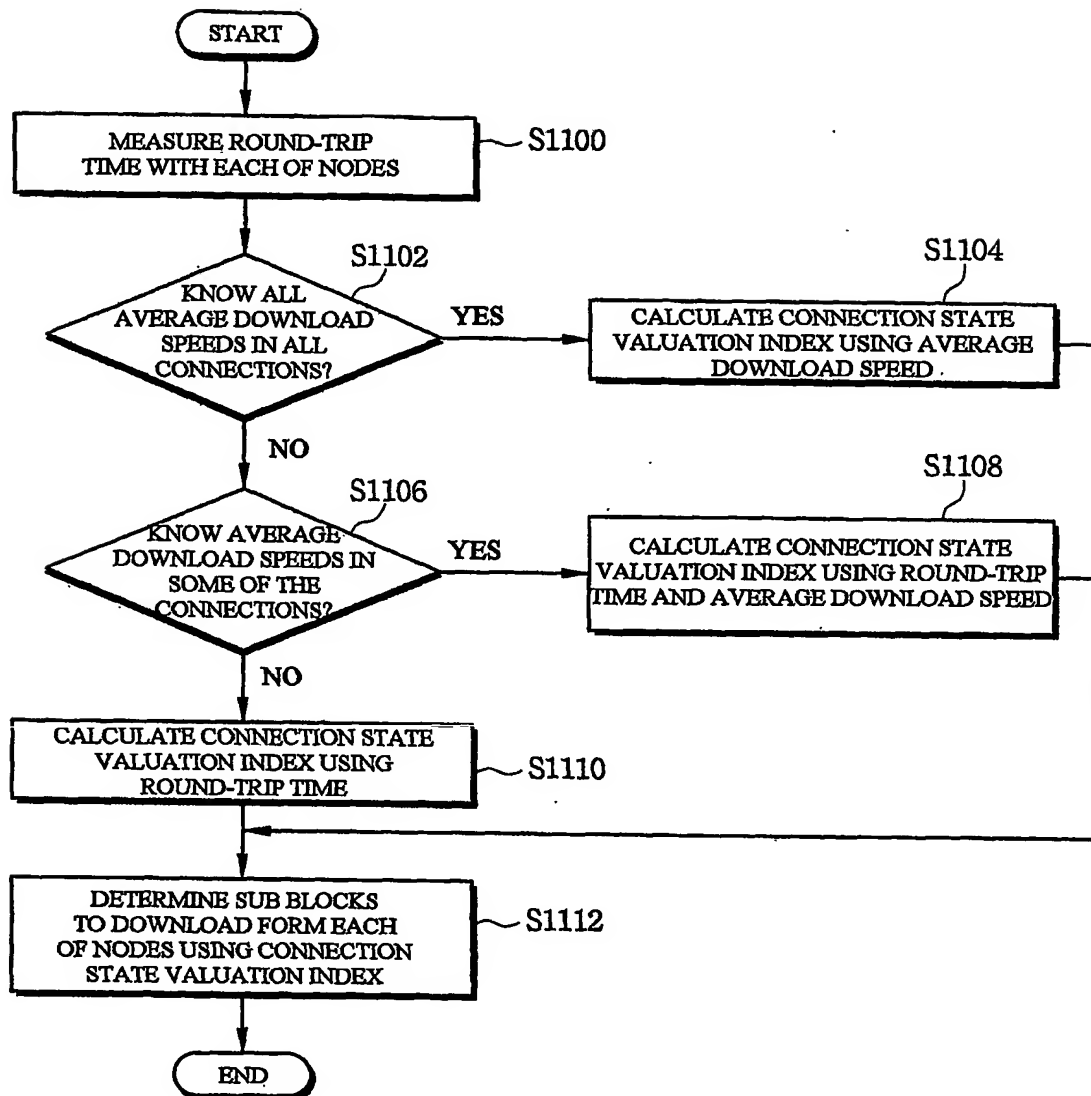 START
MEASURE ROUND-TRIP
TIME WITH EACH OF NODES
S1100
S1102
KNOW ALL
AVERAGE DOWNLOAD
SPEEDS IN ALL
CONNECTIONS?
YES
S1104
CALCULATE CONNECTION STATE
VALUATION INDEX USING AVERAGE
DOWNLOAD SPEED
NO
S1106
KNOW AVERAGE
DOWNLOAD SPEEDS IN
SOME OF THE
CONNECTIONS?
YES
S1108
CALCULATE CONNECTION STATE
VALUATION INDEX USING ROUND-TRIP
TIME AND AVERAGE DOWNLOAD SPEED
NO
CALCULATE CONNECTION STATE
VALUATION INDEX USING
ROUND-TRIP TIME
S1110
DETERMINE SUB BLOCKS
TO DOWNLOAD FORM EACH
OF NODES USING CONNECTION
STATE VALUATION INDEX
S1112
END